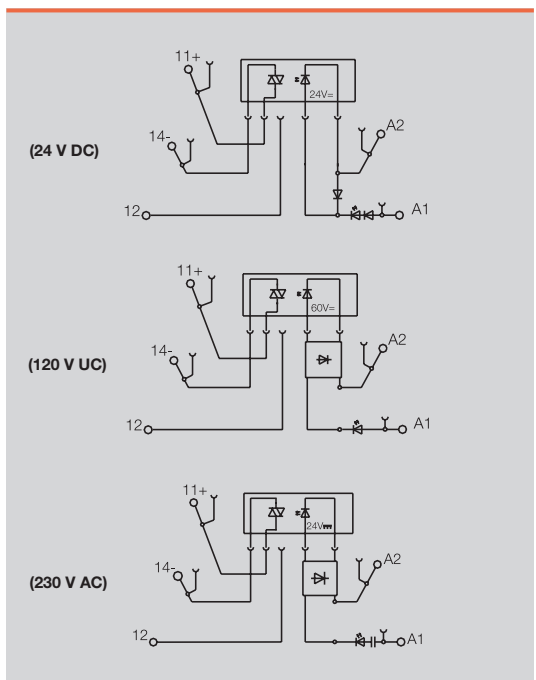 11+
24V=
A2
14-
(24 V DC)
12
A1
11+
60V=
A2
14-
(120 V UC)
12
A1
11+
24V⎓
A2
14-
(230 V AC)
12
A1